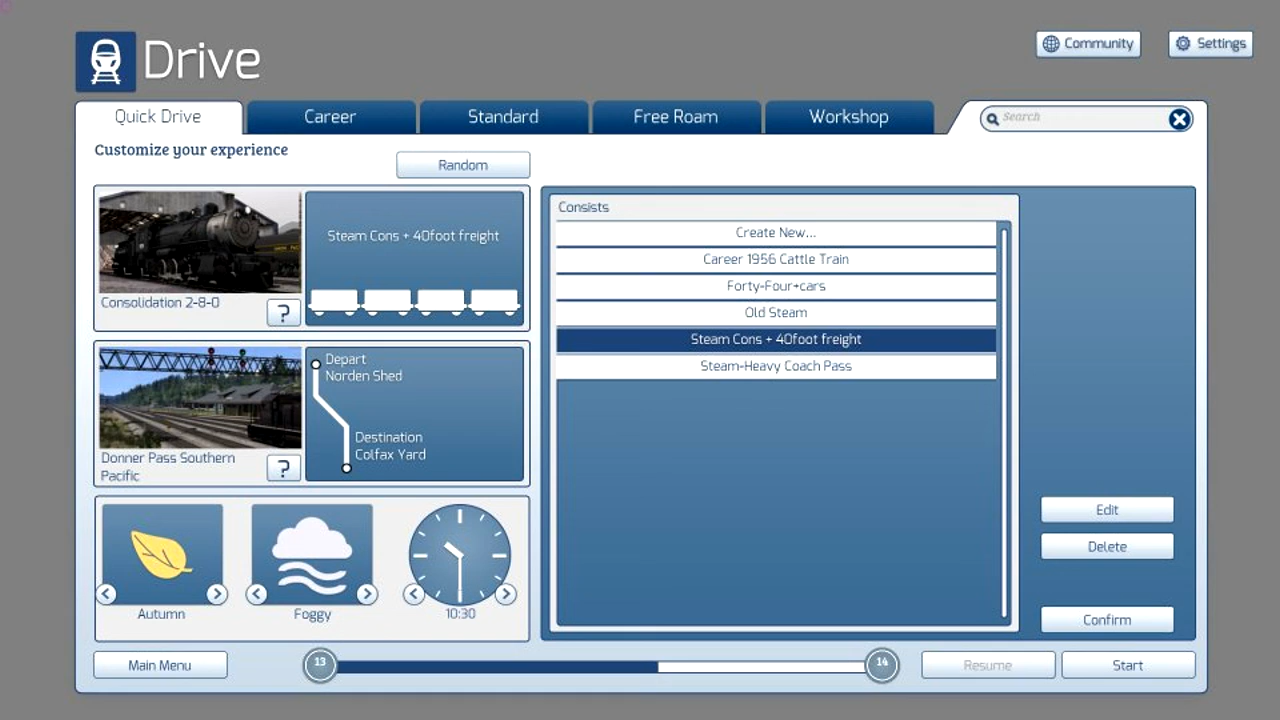 Drive
Community
Settings
Quick Drive
Career
Standard
Free Roam
Workshop
Search
Customize your experience
Random
Steam Cons + 40foot freight
Consolidation 2-8-0
?
Depart
Norden Shed
Destination
Colfax Yard
Donner Pass Southern
Pacific
?
Autumn
Foggy
10:30
Consists
Create New...
Career 1956 Cattle Train
Forty-Four+cars
Old Steam
Steam Cons + 40foot freight
Steam-Heavy Coach Pass
Edit
Delete
Confirm
Main Menu
13
14
Resume
Start